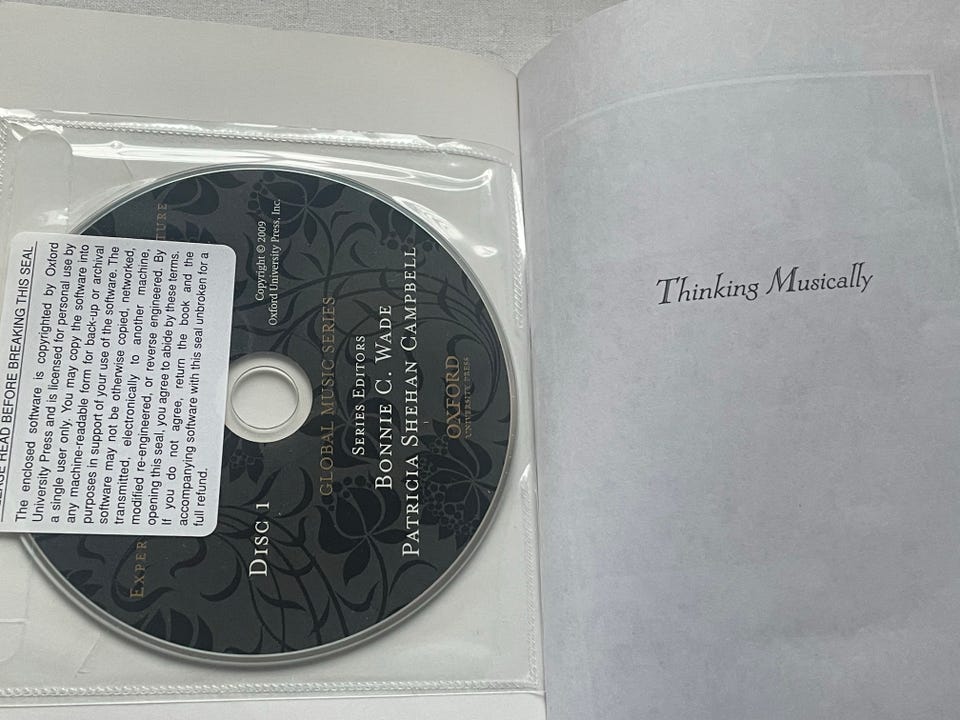 READ BEFORE BREAKING THIS SEAL
The enclosed software is copyrighted by Oxford
University Press and is licensed for personal use by
a single user only. You may copy the software into
any machine-readable form for back-up or archival
purposes in support of your use of the software. The
software may not be otherwise copied, networked,
transmitted, electronically to another machine,
modified re-engineered, or reverse engineered. By
opening this seal, you agree to abide by these terms.
If you do not agree, return the book and the
accompanying software with this seal unbroken for a
full refund.
Copyright © 2009
Oxford University Press, Inc.
DISC 1
GLOBAL MUSIC SERIES
SERIES EDITORS
BONNIE C. WADE
PATRICIA SHEHAN CAMPBELL
OXFORD
UNIVERSITY PRESS
Thinking Musically